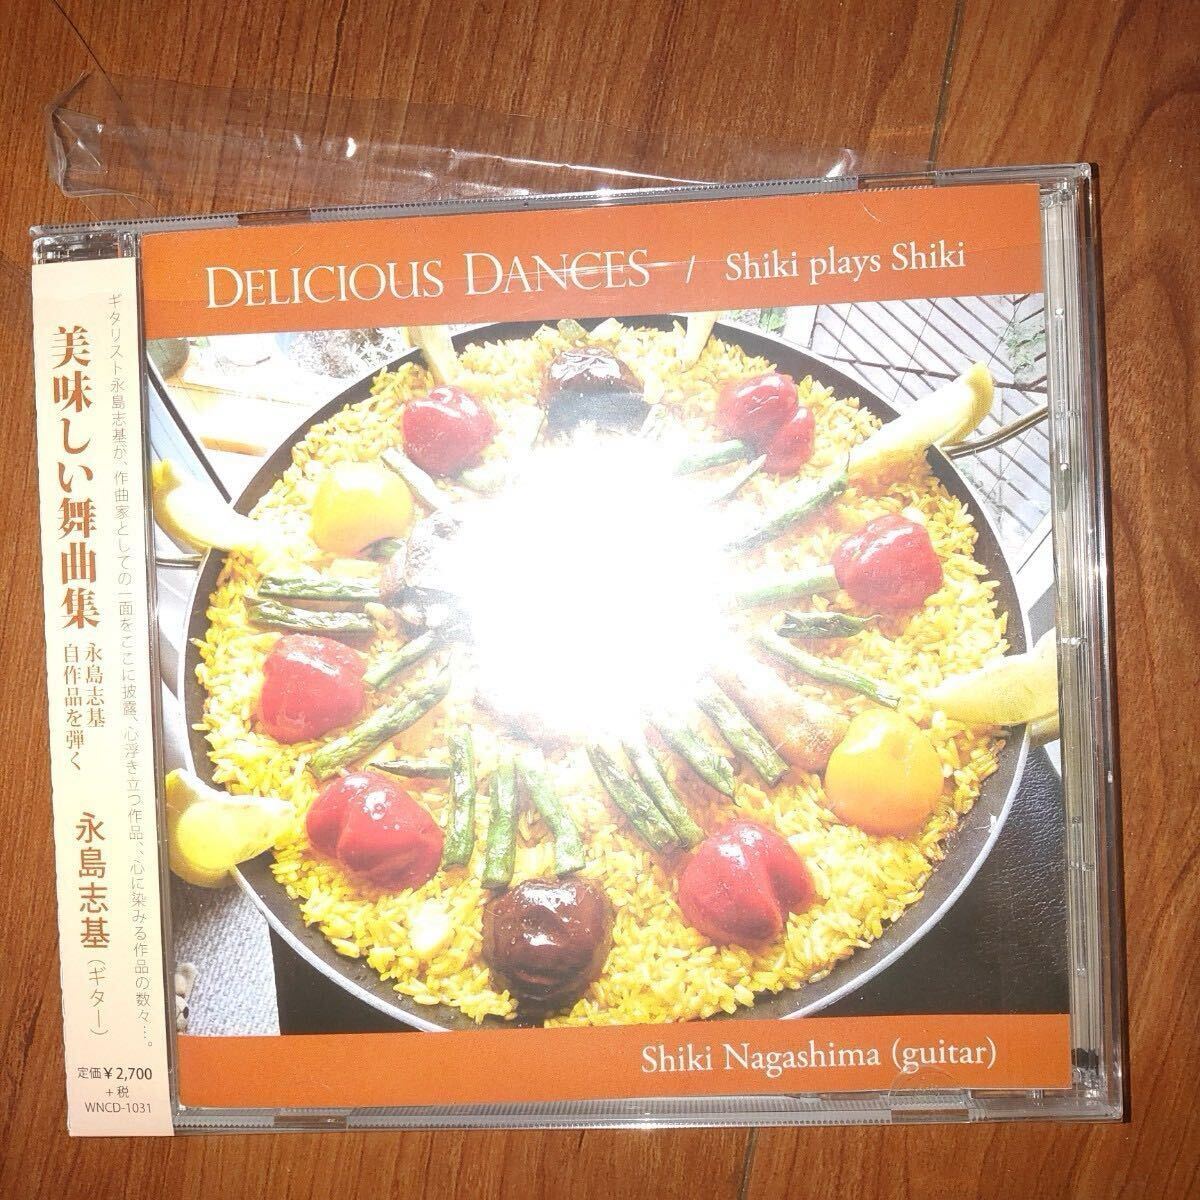 DELICIOUS DANCES / Shiki plays Shiki
ギタリスト永島志基が、作曲家としての一面をここに披露、心浮き立つ作品、心に染みる作品の数々…。
美味しい舞曲集
永島志基
自作品を弾く
永島志基(ギター)
定価¥2,700
+税
WNCD-1031
Shiki Nagashima (guitar)